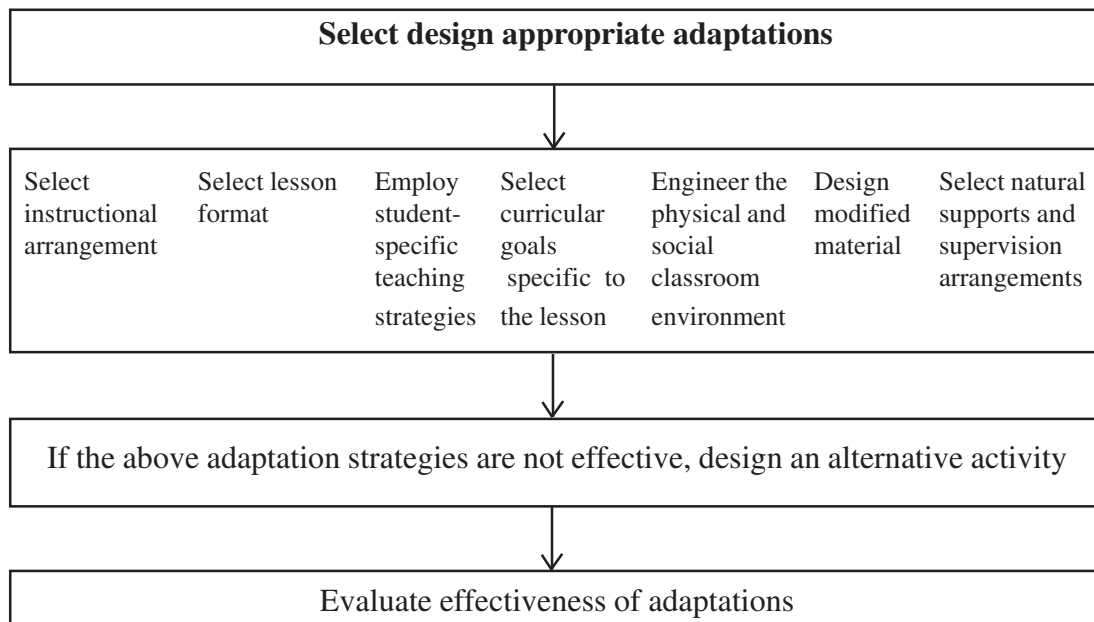 Select design appropriate adaptations
Select
instructional
arrangement
Select lesson
format
Employ
student-
specific
teaching
strategies
Select
curricular
goals
specific to
the lesson
Engineer the
physical and
social
classroom
environment
Design
modified
material
Select natural
supports and
supervision
arrangements
If the above adaptation strategies are not effective, design an alternative activity
Evaluate effectiveness of adaptations